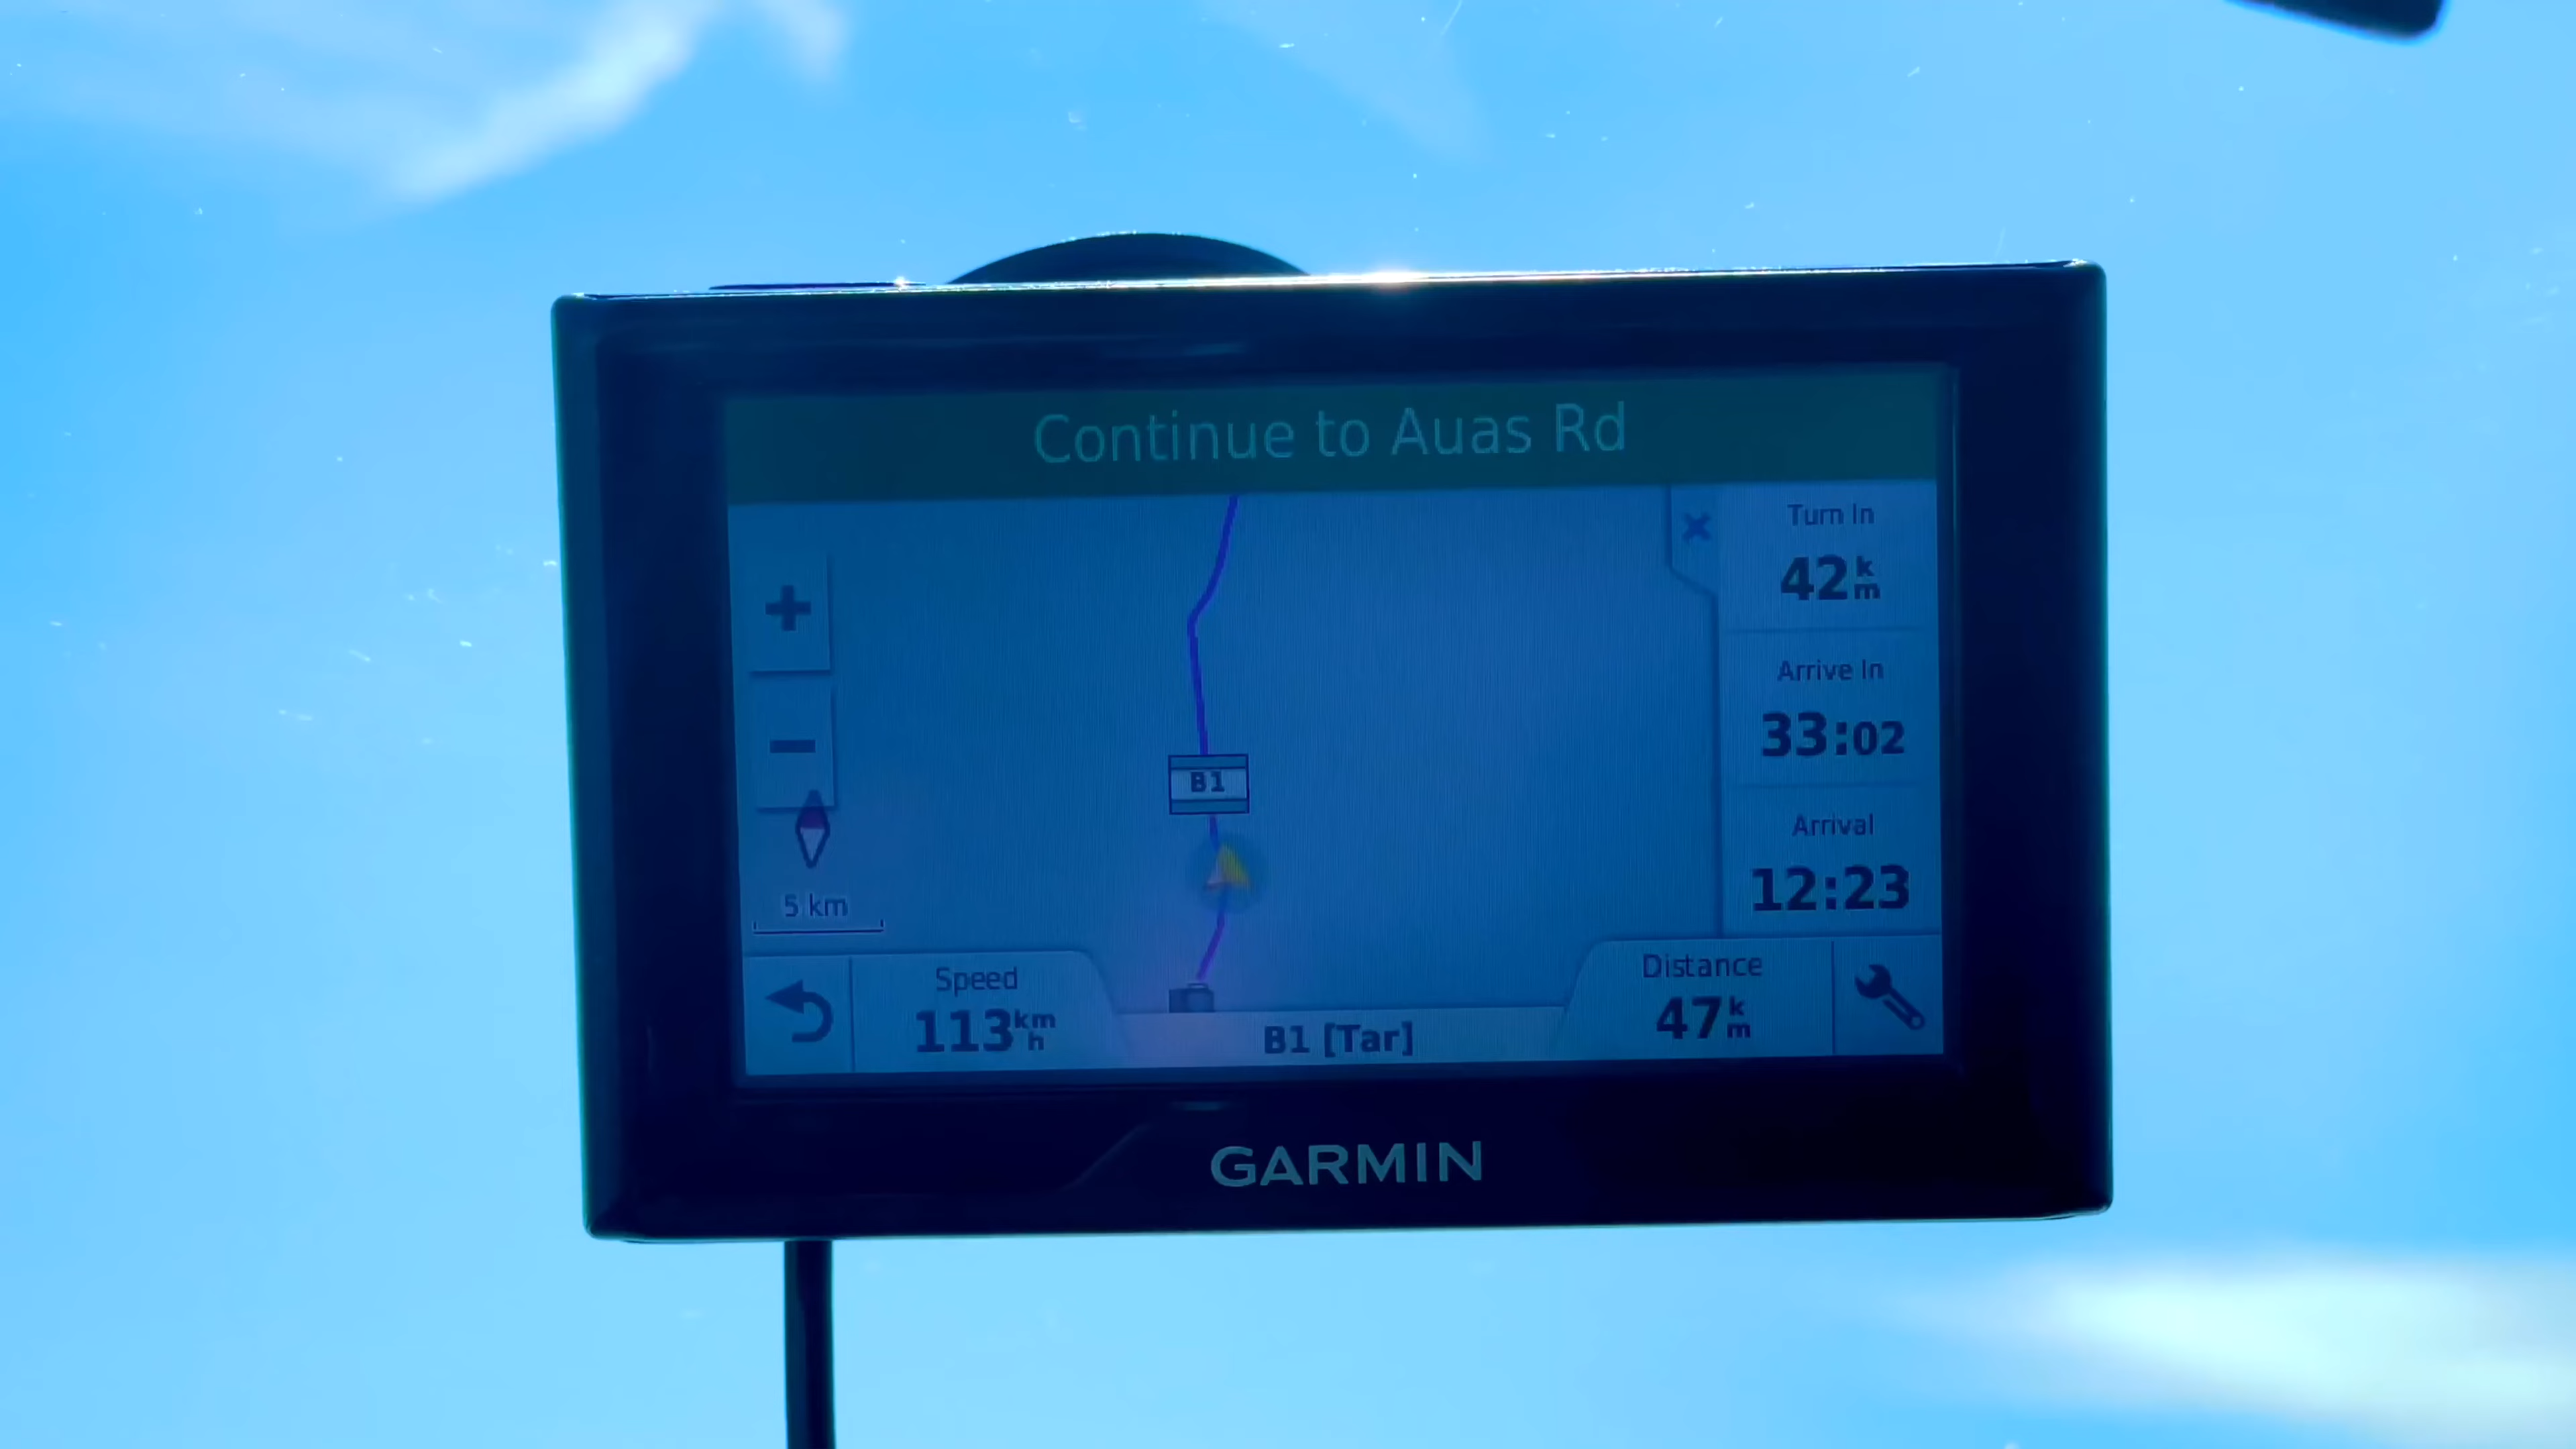 Continue to Auas Rd
Turn In
42 km
Arrive In
33:02
Arrival
12:23
B1
5 km
Speed
113 km h
B1 [Tar]
Distance
47 km
GARMIN